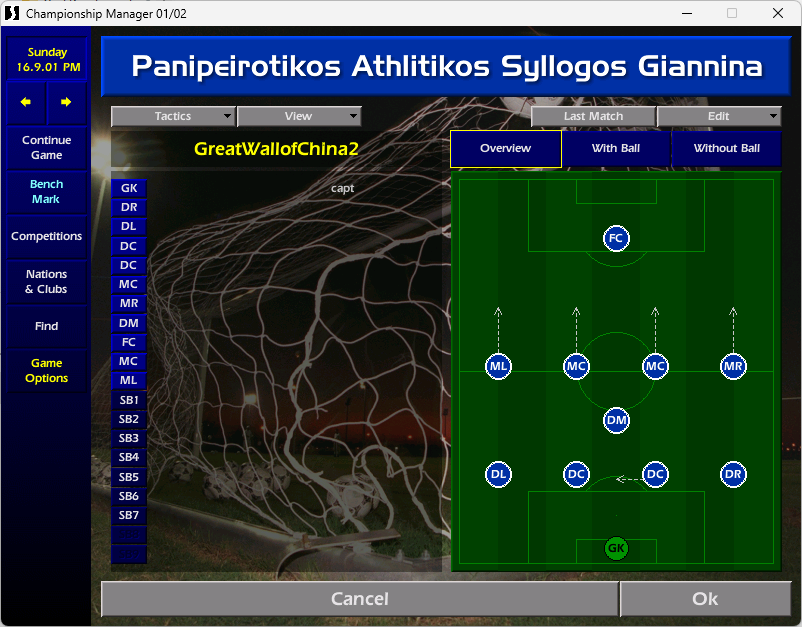 Championship Manager 01/02
Sunday
16.9.01 PM
Panipeirotikos Athlitikos Syllogos Giannina
Continue
Game
Bench
Mark
Competitions
Nations
& Clubs
Find
Game
Options
Tactics
View
Last Match
Edit
GreatWallofChina2
Overview
With Ball
Without Ball
GK
capt
DR
DL
DC
DC
MC
MR
DM
FC
MC
ML
SB1
SB2
SB3
SB4
SB5
SB6
SB7
FC
ML
MC
MC
MR
DM
DL
DC
DC
DR
GK
Cancel
Ok